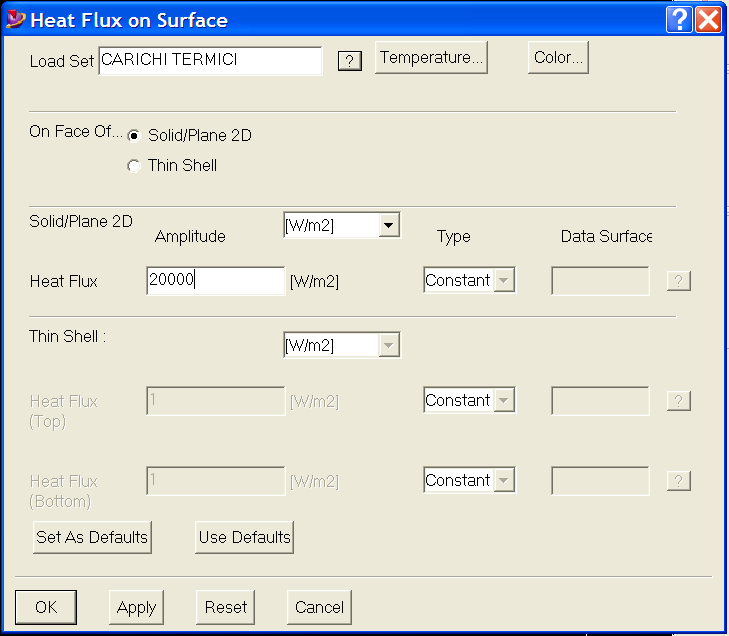 Heat Flux on Surface
Load Set CARICHI TERMICI ? Temperature... Color...
On Face Of... Solid/Plane 2D
Thin Shell
Solid/Plane 2D [W/m2]
Amplitude Type Data Surface
Heat Flux 20000 [W/m2] Constant ?
Thin Shell : [W/m2]
Heat Flux (Top) 1 [W/m2] Constant ?
Heat Flux (Bottom) 1 [W/m2] Constant ?
Set As Defaults Use Defaults
OK Apply Reset Cancel